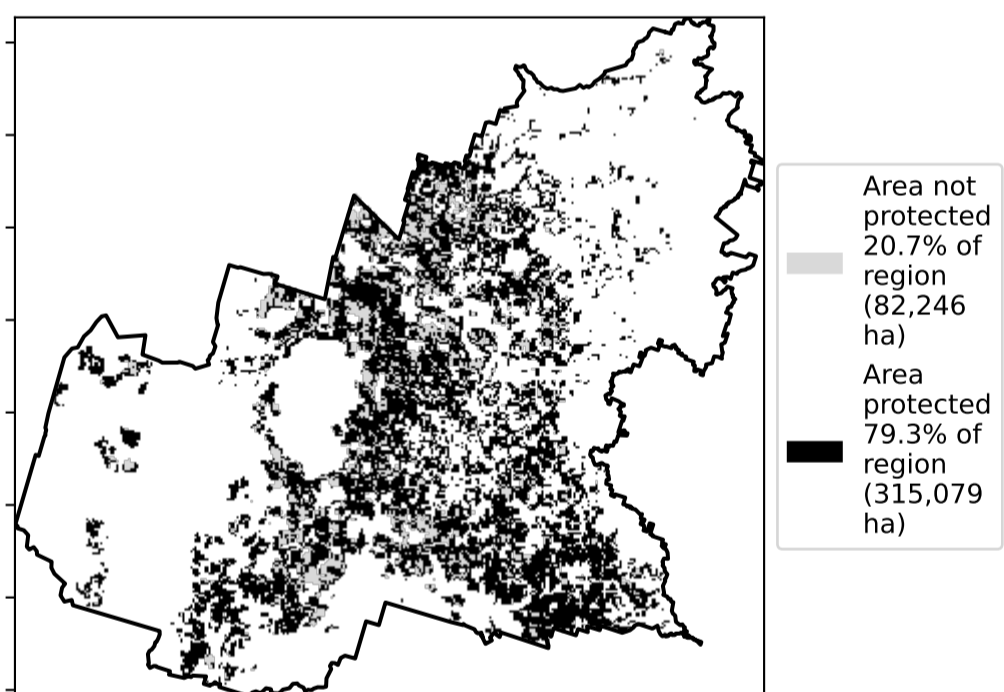 Area not
protected
20.7% of
region
(82,246
ha)
Area
protected
79.3% of
region
(315,079
ha)